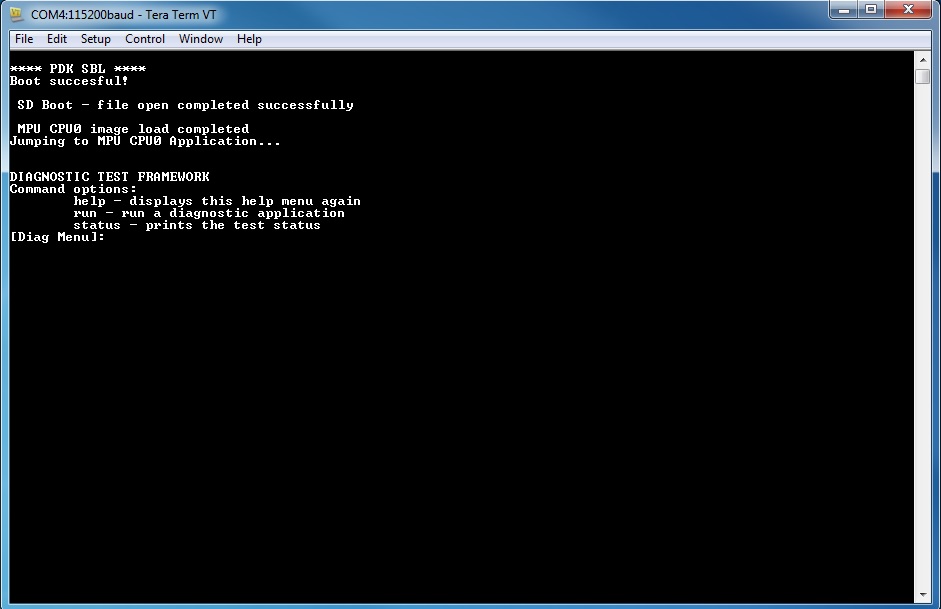 COM4:115200baud - Tera Term VT
File Edit Setup Control Window Help
**** PDK SBL ****
Boot succesful!
SD Boot - file open completed successfully
MPU CPU0 image load completed
Jumping to MPU CPU0 Application...
DIAGNOSTIC TEST FRAMEWORK
Command options:
help - displays this help menu again
run - run a diagnostic application
status - prints the test status
[Diag Menu]: